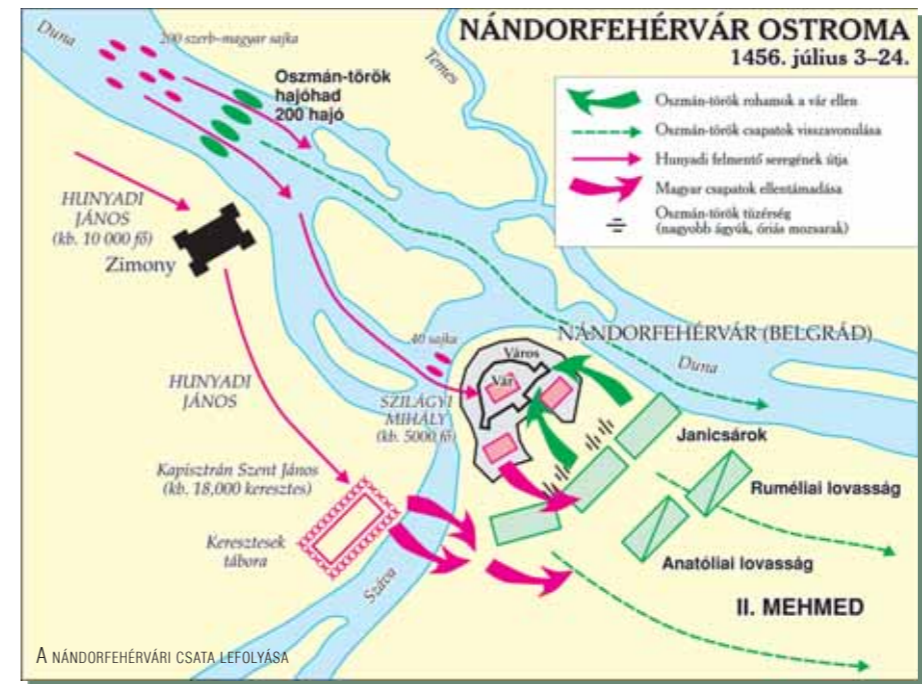 NÁNDORFEHÉRVÁR OSTROMA
1456. július 3–24.
Oszmán-török rohamok a vár ellen
Oszmán-török csapatok visszavonulása
Hunyadi felmentő seregének útja
Magyar csapatok ellentámadása
Oszmán-török tüzérség
(nagyobb ágyúk, óriás mozsarak)
Duna
200 szerb–magyar sajka
Temes
Oszmán-török
hajóhad
200 hajó
HUNYADI
JÁNOS
(kb. 10 000 fő)
Zimony
NÁNDORFEHÉRVÁR (BELGRÁD)
40 sajka
Város
Vár
Duna
HUNYADI
JÁNOS
SZILÁGYI
MIHÁLY
(kb. 5000 fő)
Janicsárok
Kapisztrán Szent János
(kb. 18,000 keresztes)
Ruméliai lovasság
Keresztesek
tábora
Anatóliai lovasság
Száva
II. MEHMED
A NÁNDORFEHÉRVÁRI CSATA LEFOLYÁSA